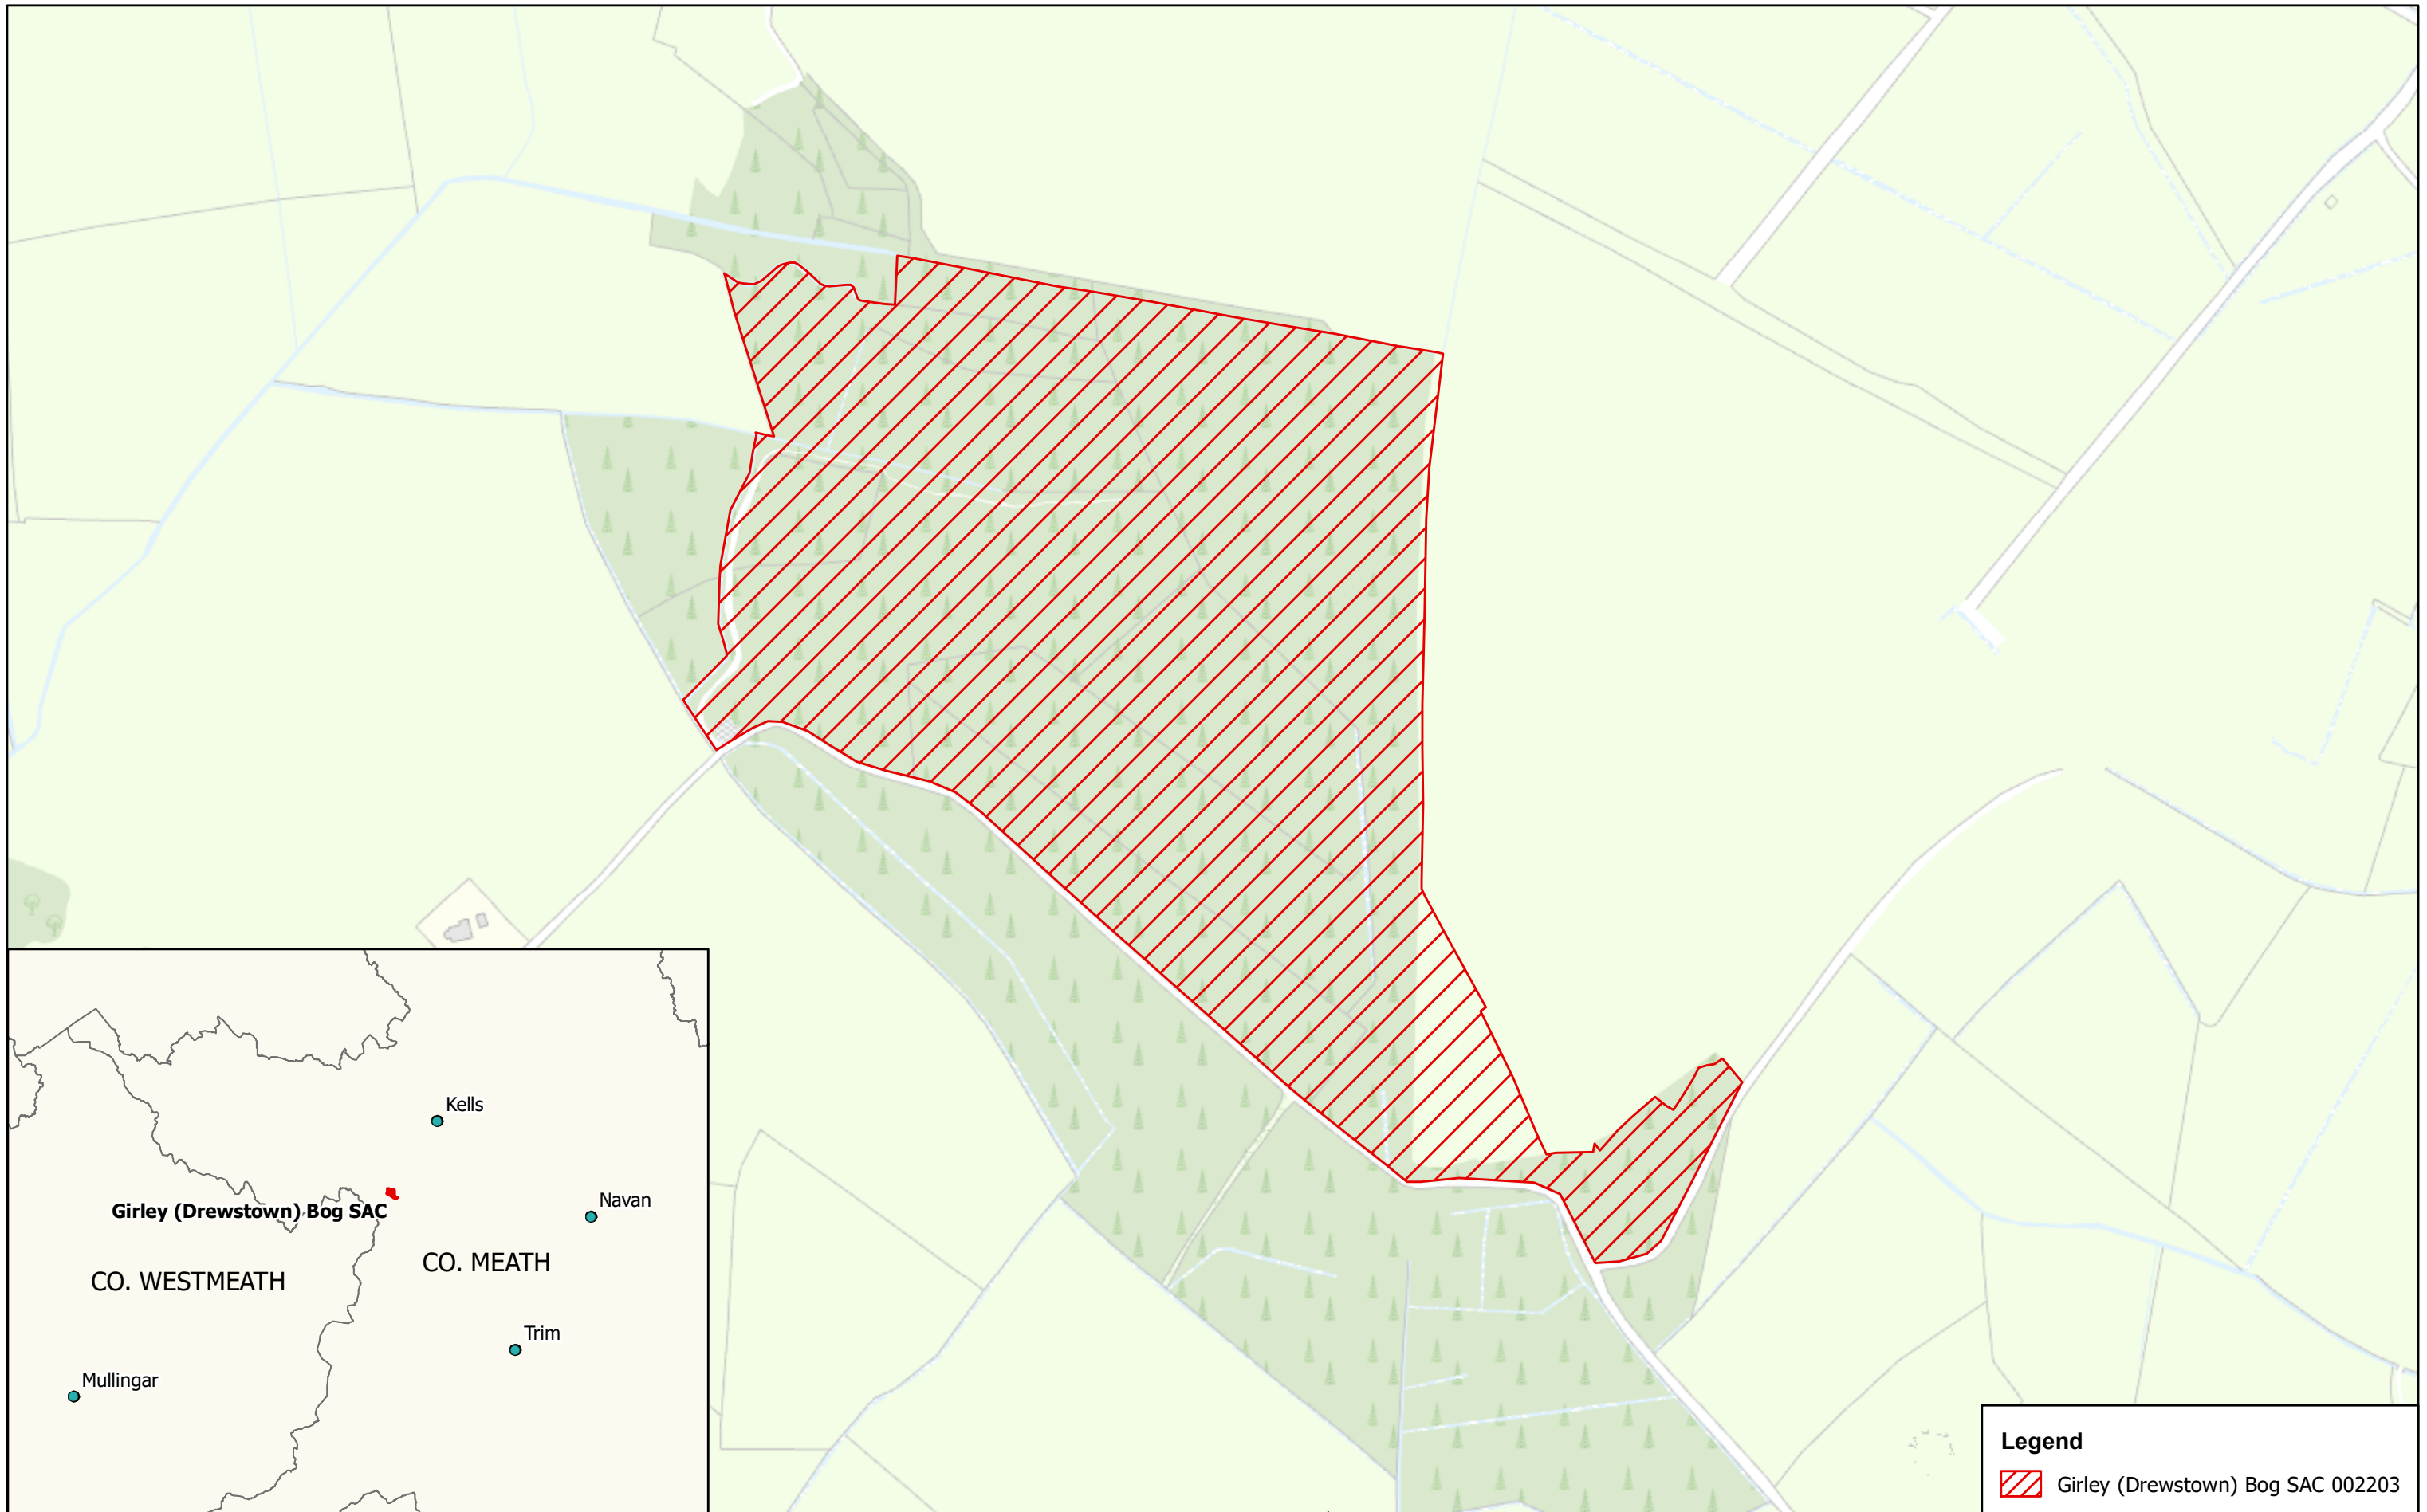 Kells
Navan
Girley (Drewstown) Bog SAC
CO. MEATH
CO. WESTMEATH
Trim
Mullingar
Legend
Girley (Drewstown) Bog SAC 002203